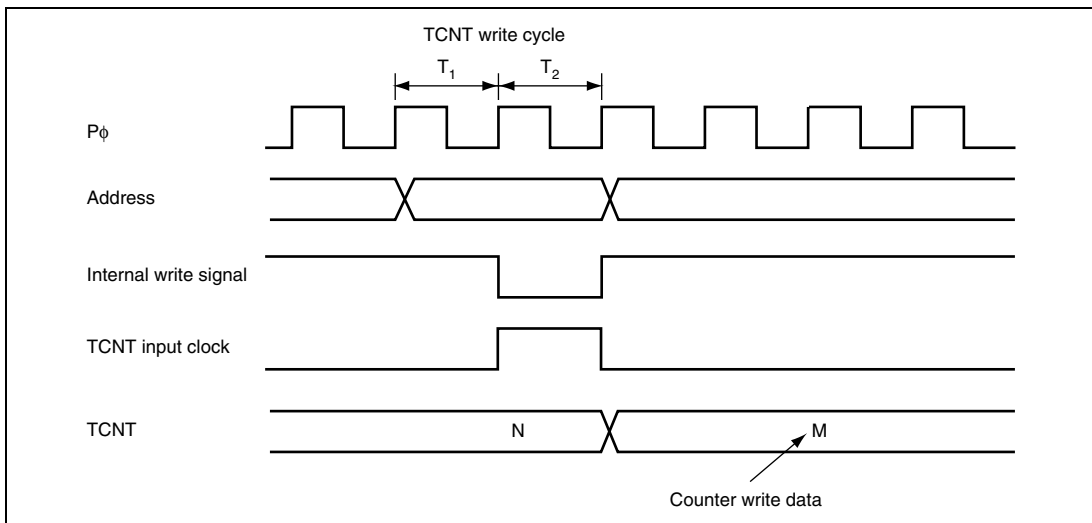 TCNT write cycle
T1 T2
Pϕ
Address
Internal write signal
TCNT input clock
TCNT N M
Counter write data